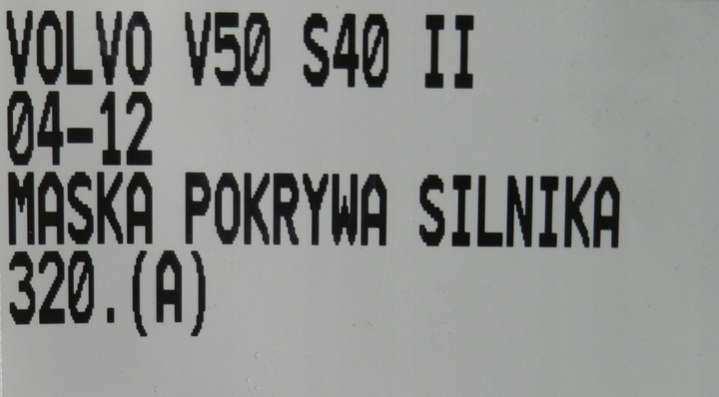 VOLVO V50 S40 II
04-12
MASKA POKRYWA SILNIKA
320.(A)